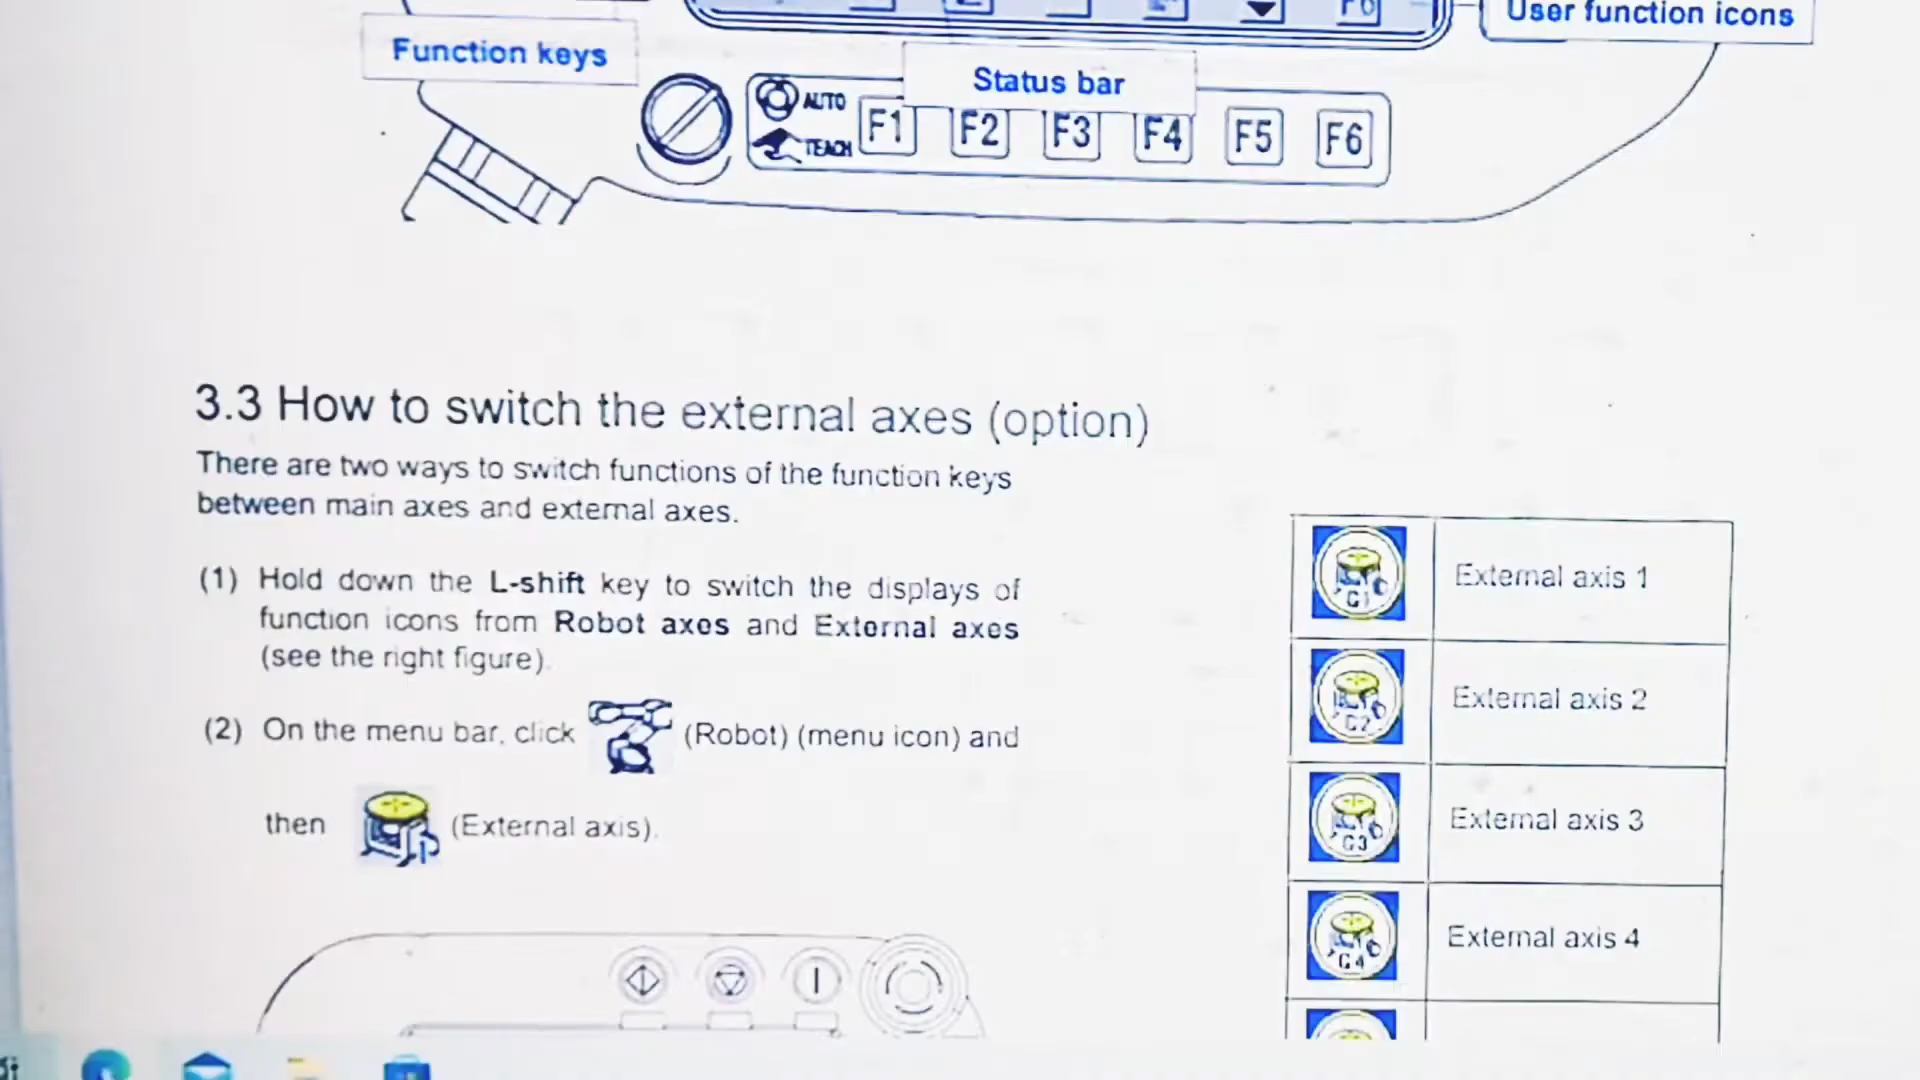 User function icons
Function keys
Status bar
AUTO
TEACH
F1 F2 F3 F4 F5 F6
3.3 How to switch the external axes (option)
There are two ways to switch functions of the function keys
between main axes and external axes.
(1) Hold down the L-shift key to switch the displays of
function icons from Robot axes and External axes
(see the right figure).
(2) On the menu bar, click (Robot) (menu icon) and
then (External axis).
G1 External axis 1
G2 External axis 2
G3 External axis 3
G4 External axis 4